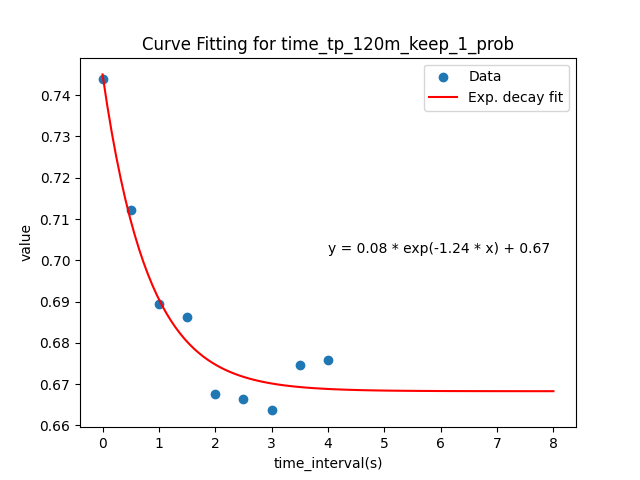 Curve Fitting for time_tp_120m_keep_1_prob
Data
Exp. decay fit
0.74
0.73
0.72
0.71
0.70
0.69
0.68
0.67
0.66
value
y = 0.08 * exp(-1.24 * x) + 0.67
0 1 2 3 4 5 6 7 8
time_interval(s)